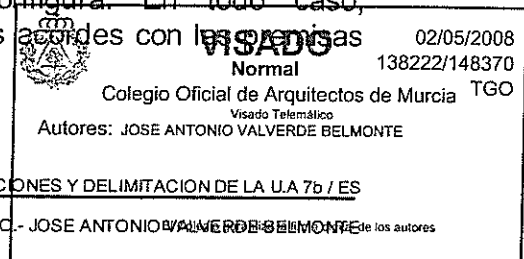 En todo caso,
acordes con las premisas
VISADO
02/05/2008
Normal
138222/148370
Colegio Oficial de Arquitectos de Murcia TGO
Visado Telemático
Autores: JOSE ANTONIO VALVERDE BELMONTE
CIONES Y DELIMITACION DE LA U.A 7b / ES
.- JOSE ANTONIO VALVERDE BELMONTE de los autores